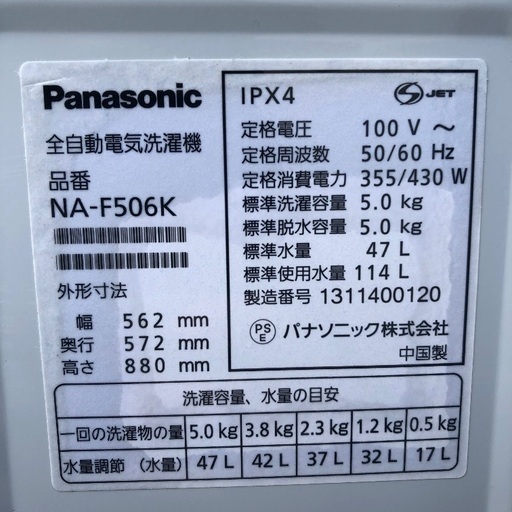 Panasonic
全自動電気洗濯機
品番
NA-F506K
外形寸法
幅 562 mm
奥行 572 mm
高さ 880 mm
IPX4
JET
定格電圧 100 V ～
定格周波数 50/60 Hz
定格消費電力 355/430 W
標準洗濯容量 5.0 kg
標準脱水容量 5.0 kg
標準水量 47 L
標準使用水量 114 L
製造番号 1311400120
PS E パナソニック株式会社
中国製
洗濯容量、水量の目安
一回の洗濯物の量 5.0 kg 3.8 kg 2.3 kg 1.2 kg 0.5 kg
水量調節（水量） 47 L 42 L 37 L 32 L 17 L